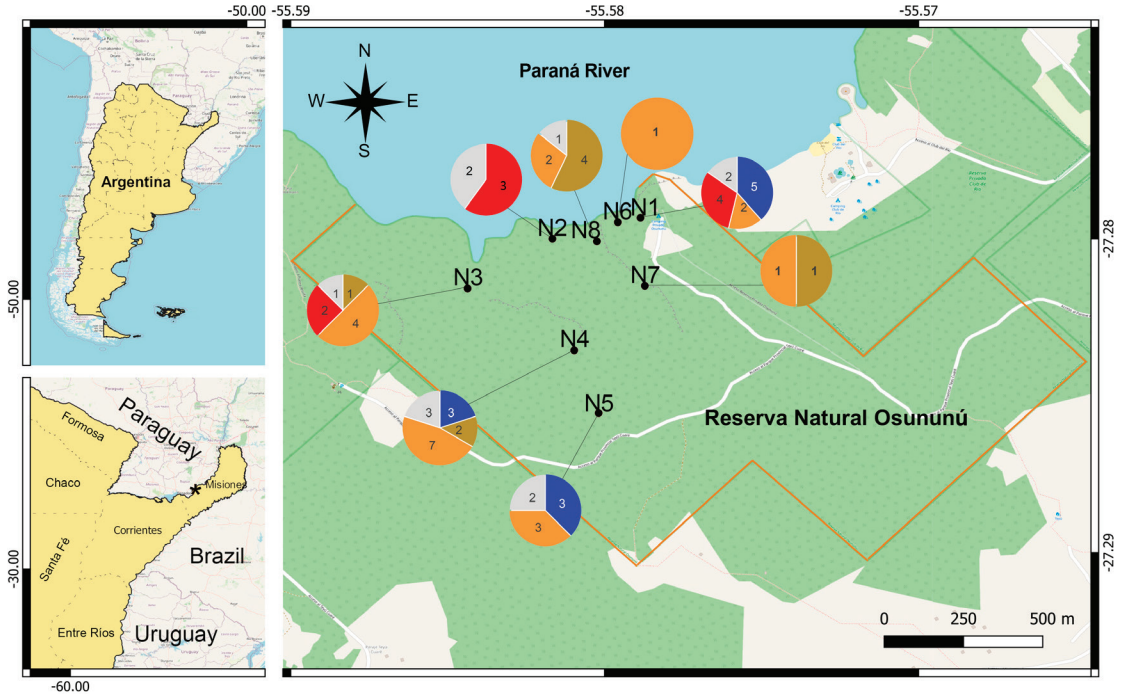 -50.00
-55.59
-55.58
-55.57
Argentina
-50.00
Paraná River
N
W
E
S
1
1
2
4
2
3
2
5
4
2
N6
N1
N2
N8
-27.28
1
1
N7
N3
1
1
2
4
N4
N5
Reserva Natural Osununú
3
3
2
7
2
3
3
-27.29
0
250
500 m
Paraguay
Formosa
Chaco
Misiones
Corrientes
Santa Fé
Brazil
-30.00
Entre Ríos
Uruguay
-60.00